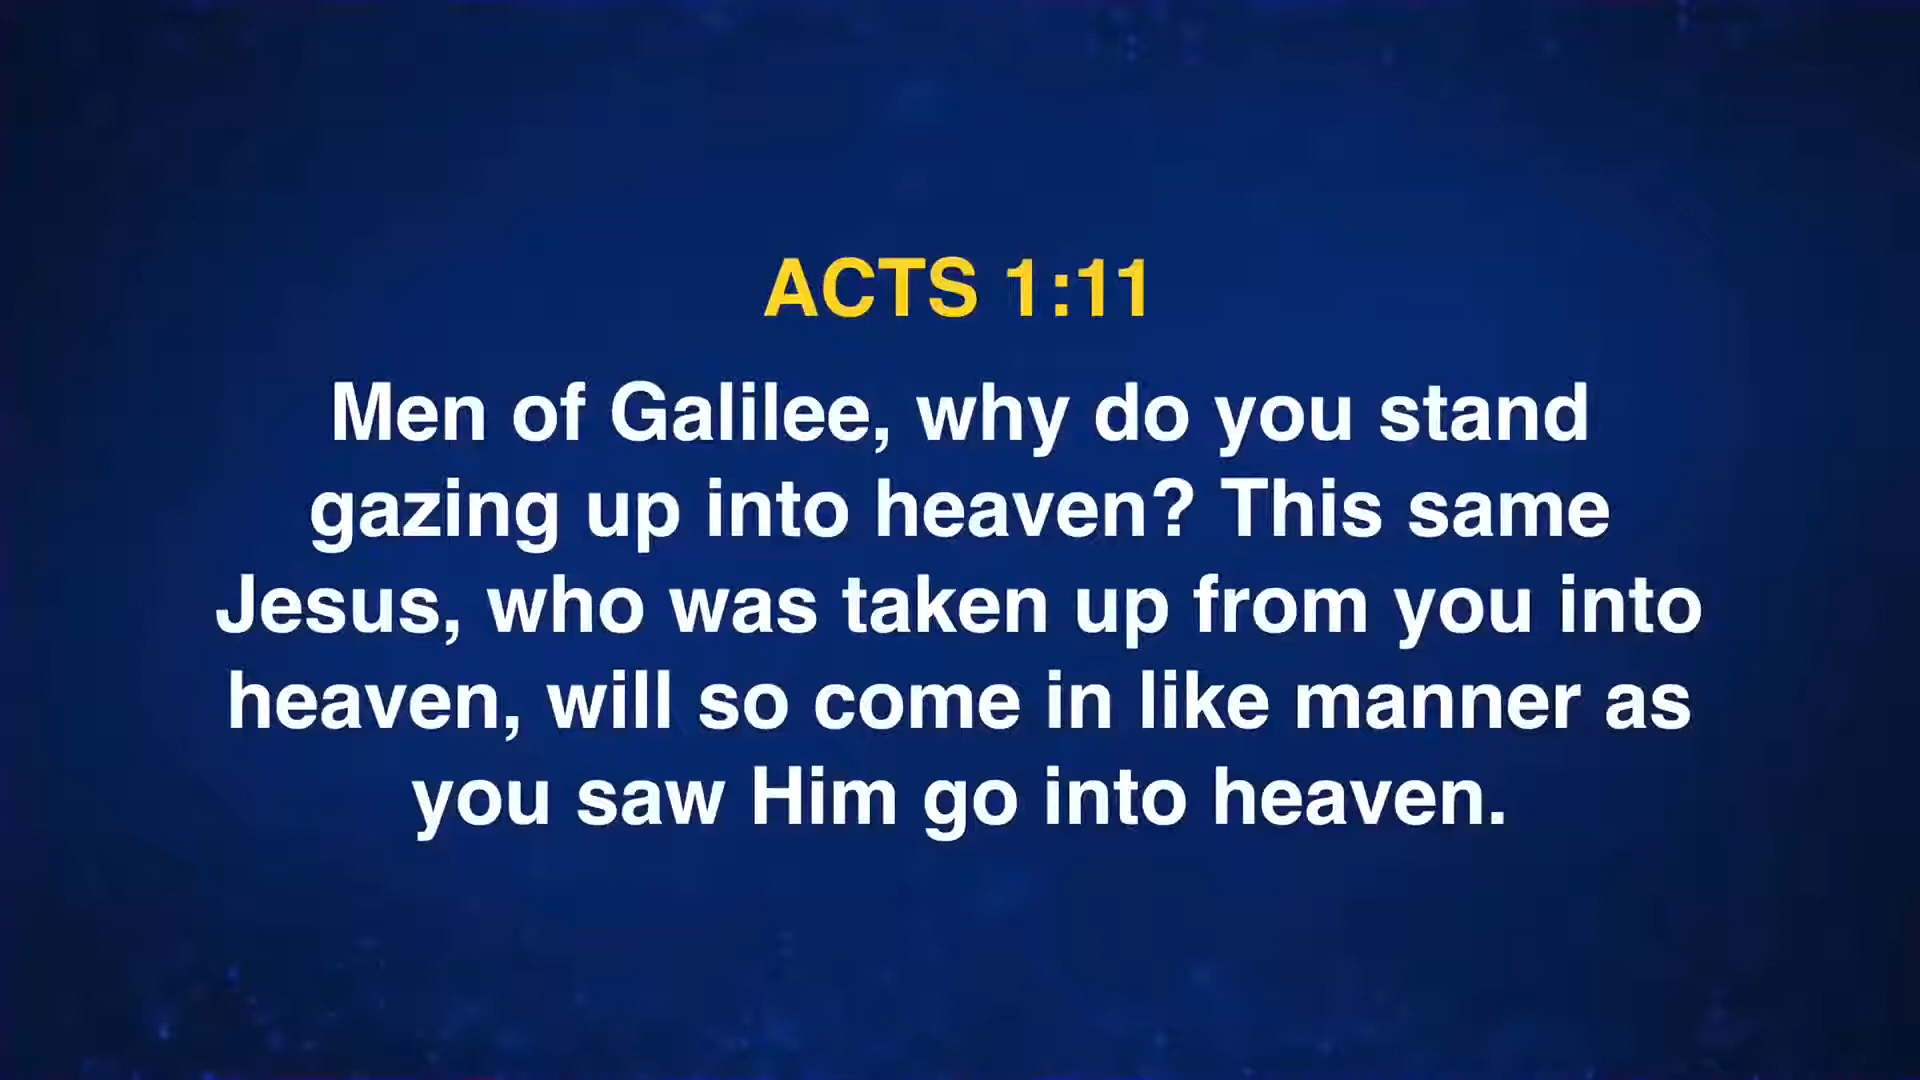 ACTS 1:11
Men of Galilee, why do you stand
gazing up into heaven? This same
Jesus, who was taken up from you into
heaven, will so come in like manner as
you saw Him go into heaven.